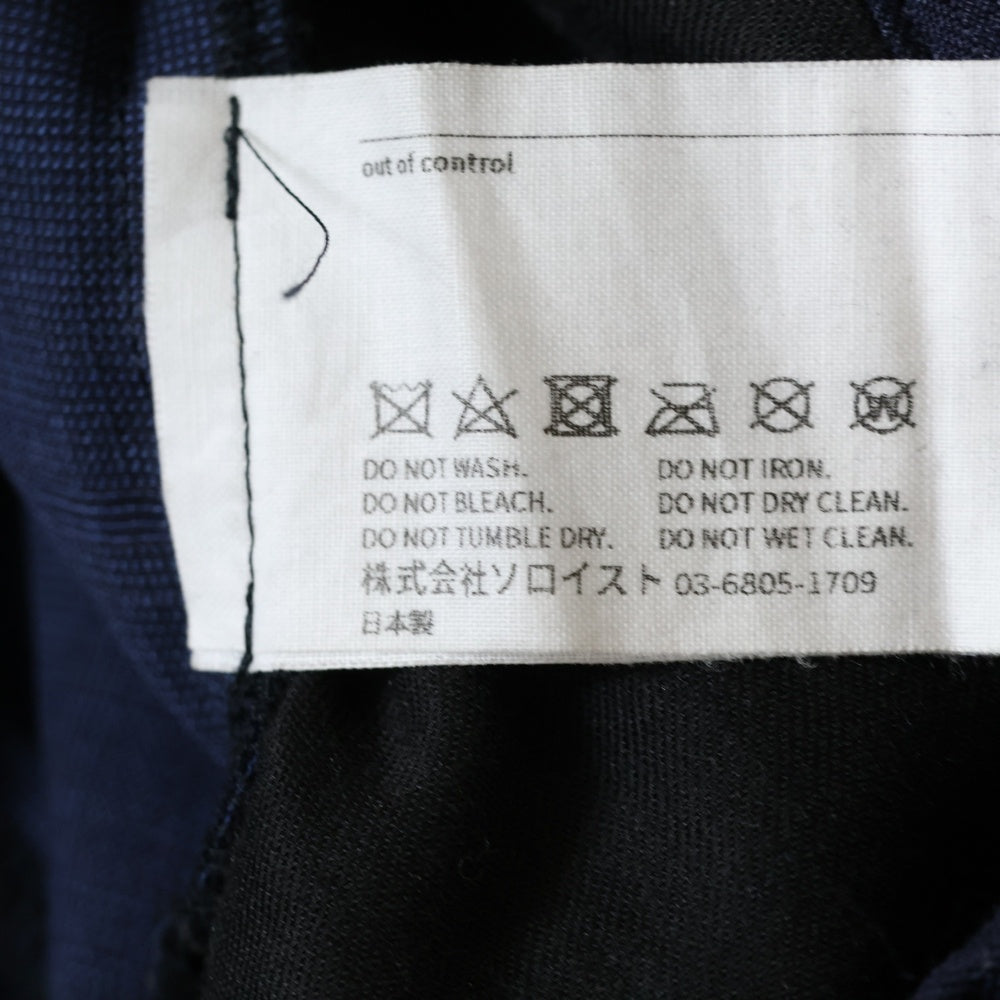 out of control
DO NOT WASH. DO NOT IRON.
DO NOT BLEACH. DO NOT DRY CLEAN.
DO NOT TUMBLE DRY. DO NOT WET CLEAN.
株式会社ソロイスト 03-6805-1709
日本製